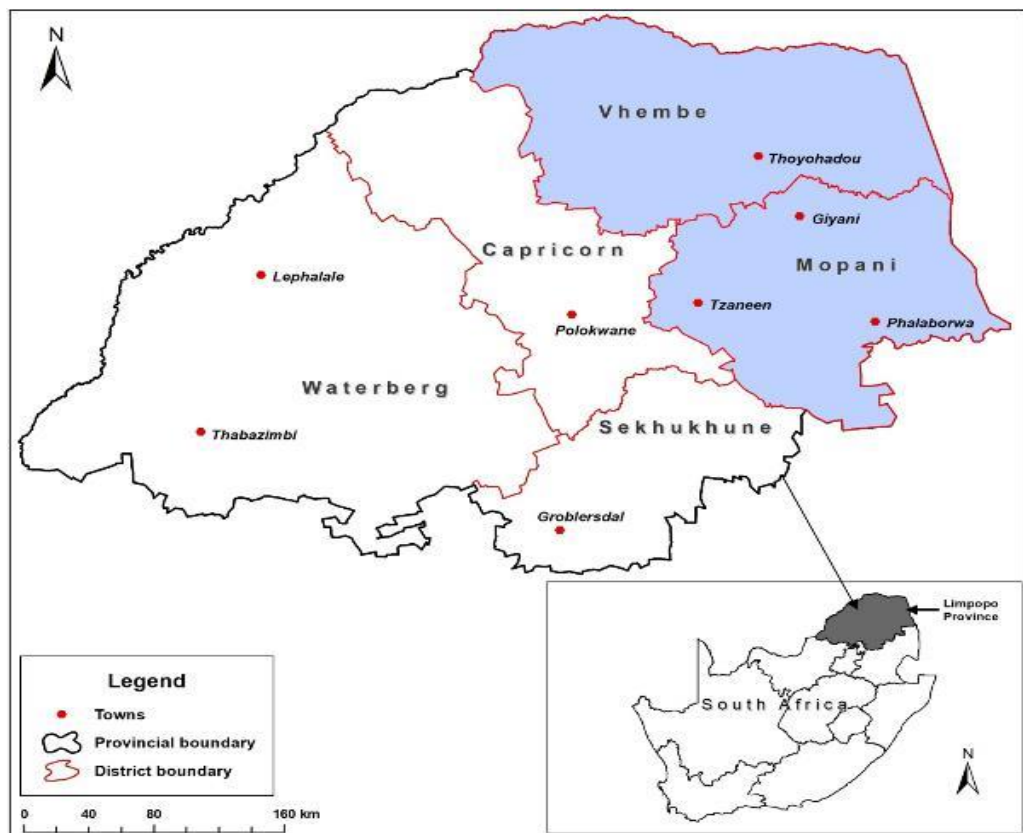 N
Vhembe
Thoyohadou
Giyani
Capricorn
Mopani
Lephalale
Tzaneen
Polokwane
Phalaborwa
Waterberg
Sekhukhune
Thabazimbi
Groblersdal
Limpopo
Province
Legend
South Africa
Towns
Provincial boundary
N
District boundary
0 40 80 160 km